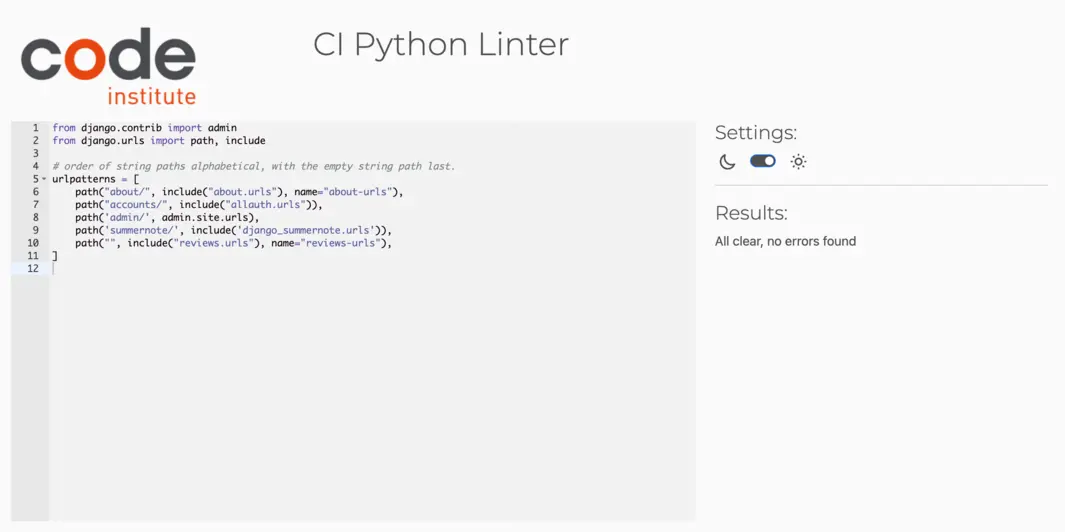 code
institute
CI Python Linter
1 from django.contrib import admin
2 from django.urls import path, include
3
4 # order of string paths alphabetical, with the empty string path last.
5 urlpatterns = [
6     path("about/", include("about.urls"), name="about-urls"),
7     path("accounts/", include("allauth.urls")),
8     path('admin/', admin.site.urls),
9     path('summernote/', include('django_summernote.urls')),
10     path("", include("reviews.urls"), name="reviews-urls"),
11 ]
12
Settings:
Results:
All clear, no errors found